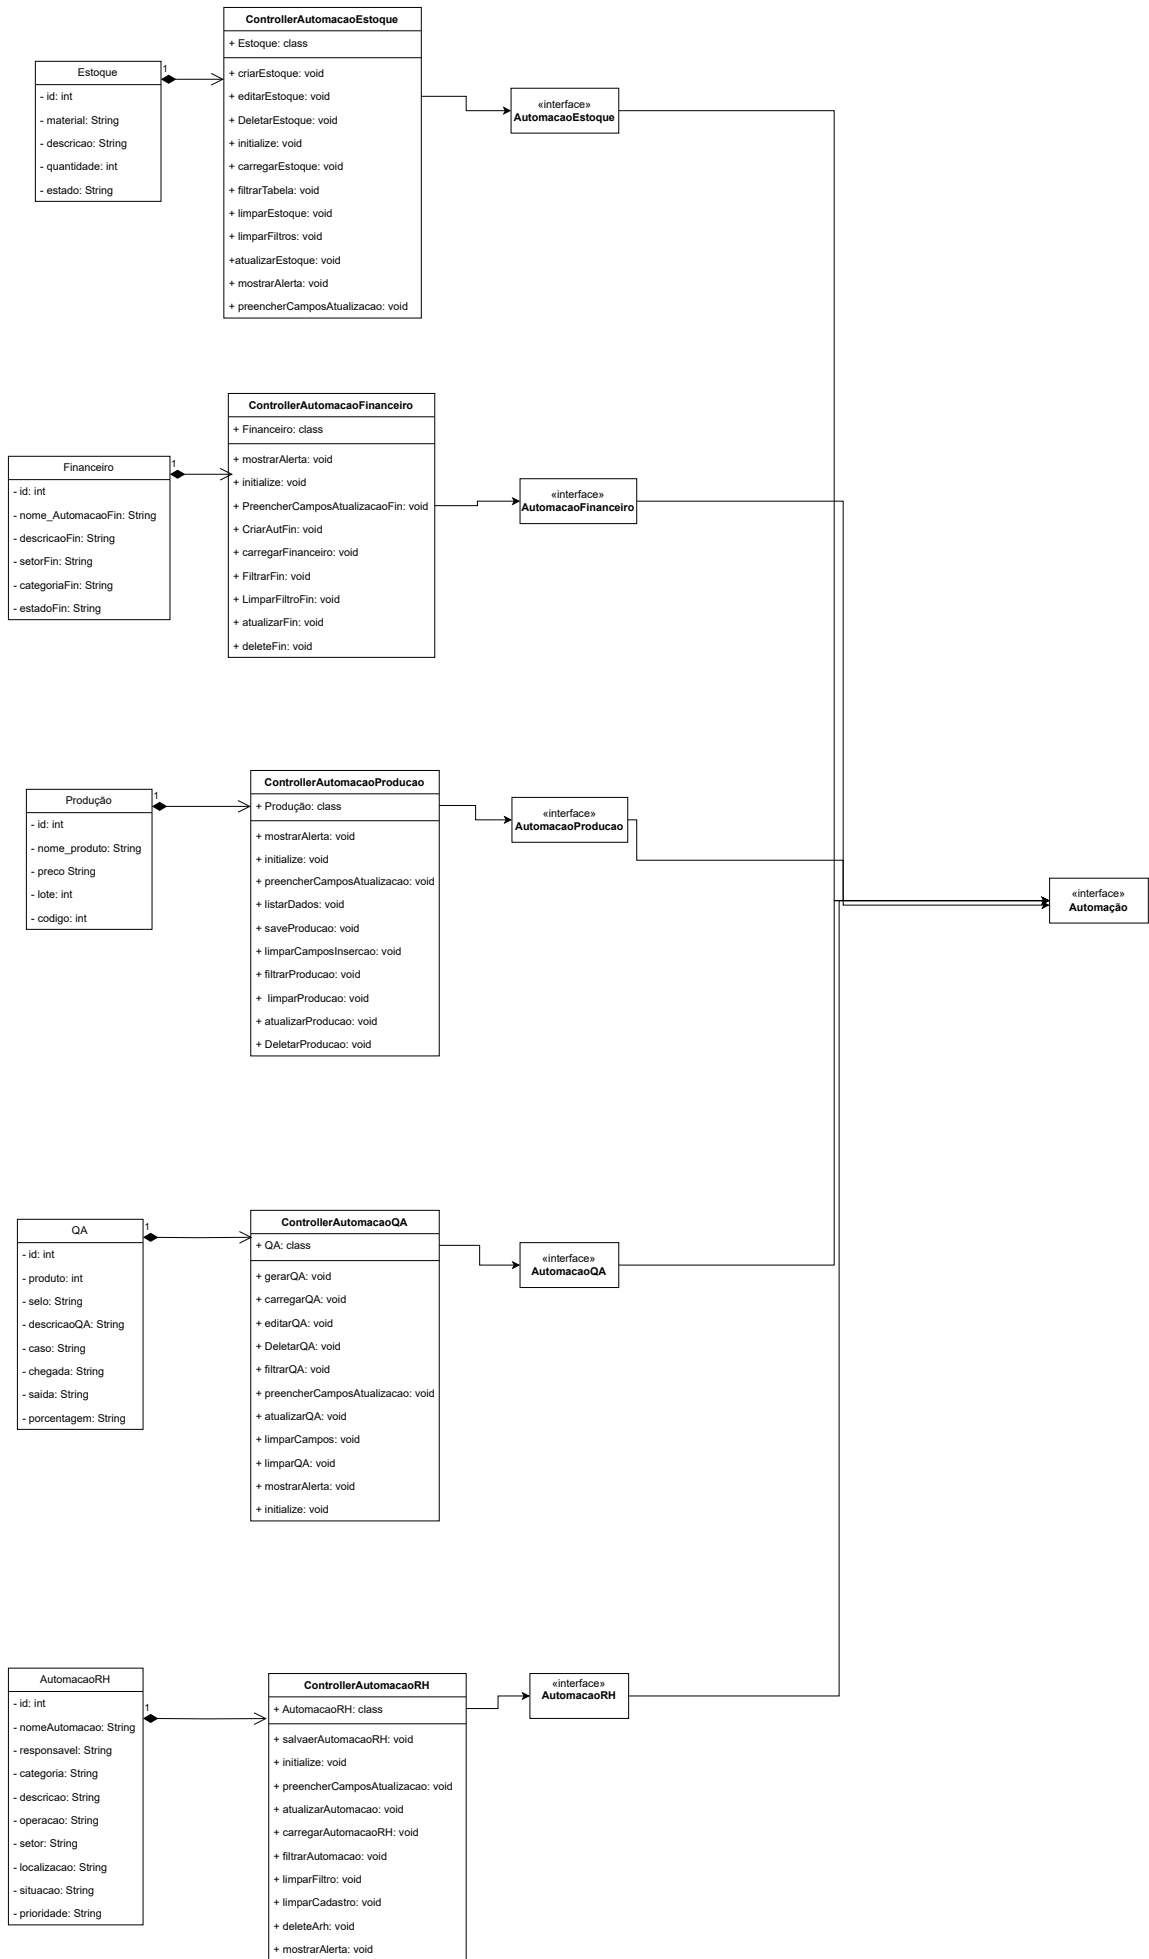 ControllerAutomacaoEstoque
+ Estoque: class
+ criarEstoque: void
+ editarEstoque: void
+ DeletarEstoque: void
+ initialize: void
+ carregarEstoque: void
+ filtrarTabela: void
+ limparEstoque: void
+ limparFiltros: void
+atualizarEstoque: void
+ mostrarAlerta: void
+ preencherCamposAtualizacao: void
Estoque
1
- id: int
- material: String
- descricao: String
- quantidade: int
- estado: String
«interface»
AutomacaoEstoque
ControllerAutomacaoFinanceiro
+ Financeiro: class
+ mostrarAlerta: void
+ initialize: void
+ PreencherCamposAtualizacaoFin: void
+ CriarAutFin: void
+ carregarFinanceiro: void
+ FiltrarFin: void
+ LimparFiltroFin: void
+ atualizarFin: void
+ deleteFin: void
Financeiro
1
- id: int
- nome_AutomacaoFin: String
- descricaoFin: String
- setorFin: String
- categoriaFin: String
- estadoFin: String
«interface»
AutomacaoFinanceiro
ControllerAutomacaoProducao
+ Produção: class
+ mostrarAlerta: void
+ initialize: void
+ preencherCamposAtualizacao: void
+ listarDados: void
+ saveProducao: void
+ limparCamposInsercao: void
+ filtrarProducao: void
+  limparProducao: void
+ atualizarProducao: void
+ DeletarProducao: void
Produção
1
- id: int
- nome_produto: String
- preco String
- lote: int
- codigo: int
«interface»
AutomacaoProducao
«interface»
Automação
ControllerAutomacaoQA
+ QA: class
+ gerarQA: void
+ carregarQA: void
+ editarQA: void
+ DeletarQA: void
+ filtrarQA: void
+ preencherCamposAtualizacao: void
+ atualizarQA: void
+ limparCampos: void
+ limparQA: void
+ mostrarAlerta: void
+ initialize: void
QA
1
- id: int
- produto: int
- selo: String
- descricaoQA: String
- caso: String
- chegada: String
- saida: String
- porcentagem: String
«interface»
AutomacaoQA
AutomacaoRH
1
- id: int
- nomeAutomacao: String
- responsavel: String
- categoria: String
- descricao: String
- operacao: String
- setor: String
- localizacao: String
- situacao: String
- prioridade: String
ControllerAutomacaoRH
+ AutomacaoRH: class
+ salvaerAutomacaoRH: void
+ initialize: void
+ preencherCamposAtualizacao: void
+ atualizarAutomacao: void
+ carregarAutomacaoRH: void
+ filtrarAutomacao: void
+ limparFiltro: void
+ limparCadastro: void
+ deleteArh: void
+ mostrarAlerta: void
«interface»
AutomacaoRH